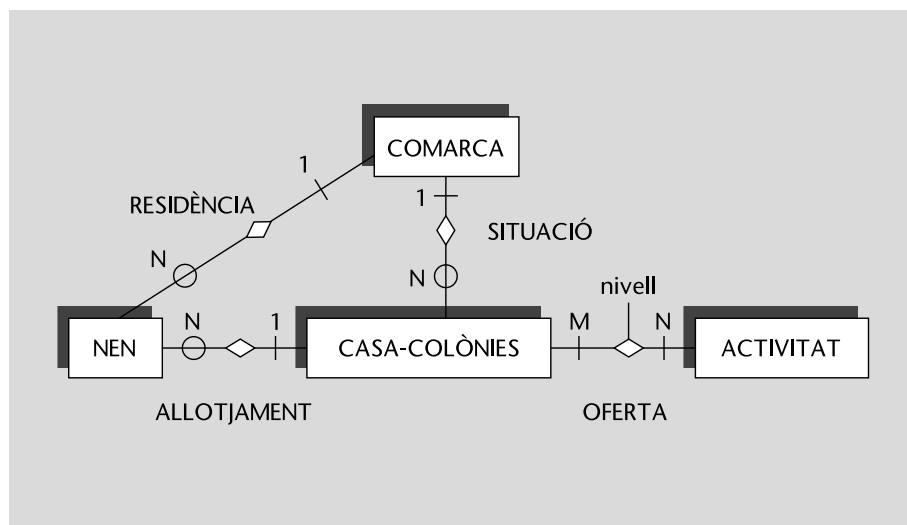 COMARCA
1
RESIDÈNCIA
1
SITUACIÓ
N
N
nivell
NEN
N
1
CASA-COLÒNIES
M
N
ACTIVITAT
ALLOTJAMENT
OFERTA